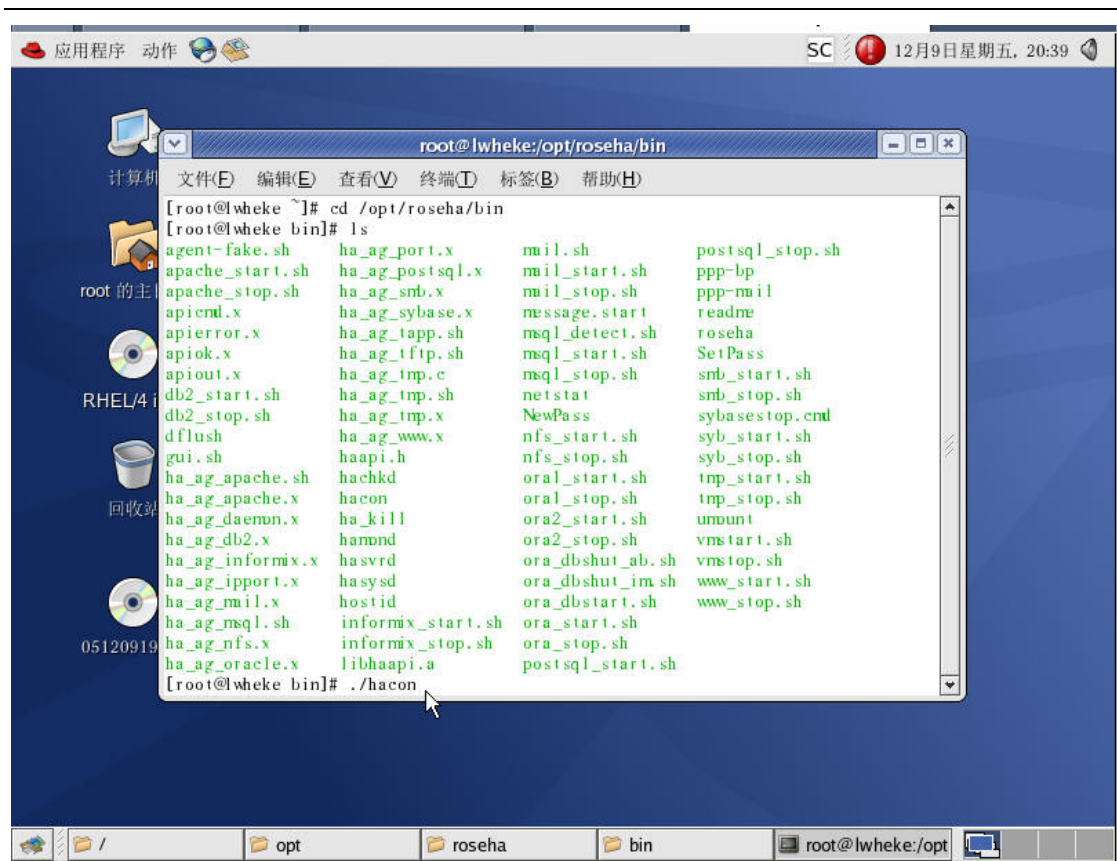 应用程序 动作 SC 12月9日星期五, 20:39
计算机
root 的主
RHEL/4 i
回收站
05120919
root@lwheke:/opt/roseha/bin
文件(F) 编辑(E) 查看(V) 终端(T) 标签(B) 帮助(H)
[root@lwheke ~]# cd /opt/roseha/bin
[root@lwheke bin]# ls
agent-fake.sh ha_ag_port.x mail.sh postsql_stop.sh
apache_start.sh ha_ag_postsql.x mail_start.sh ppp-bp
apache_stop.sh ha_ag_smb.x mail_stop.sh ppp-mail
apicmd.x ha_ag_sybase.x message.start readme
apierror.x ha_ag_tapp.sh msql_detect.sh roseha
apiok.x ha_ag_tftp.sh msql_start.sh SetPass
apiout.x ha_ag_tmp.c msql_stop.sh smb_start.sh
db2_start.sh ha_ag_tmp.sh netstat smb_stop.sh
db2_stop.sh ha_ag_tmp.x NewPass sybasestop.cmd
dflush ha_ag_www.x nfs_start.sh syb_start.sh
gui.sh haapi.h nfs_stop.sh syb_stop.sh
ha_ag_apache.sh hachkd ora1_start.sh tmp_start.sh
ha_ag_apache.x hacon ora1_stop.sh tmp_stop.sh
ha_ag_daemon.x ha_kill ora2_start.sh umount
ha_ag_db2.x hamond ora2_stop.sh vmstart.sh
ha_ag_informix.x hasvrd ora_dbshut_ab.sh vmstop.sh
ha_ag_ipport.x hasysd ora_dbshut_im.sh www_start.sh
ha_ag_mail.x hostid ora_dbstart.sh www_stop.sh
ha_ag_msql.sh informix_start.sh ora_start.sh
ha_ag_nfs.x informix_stop.sh ora_stop.sh
ha_ag_oracle.x libhaapi.a postsql_start.sh
[root@lwheke bin]# ./hacon
/ opt roseha bin root@lwheke:/opt